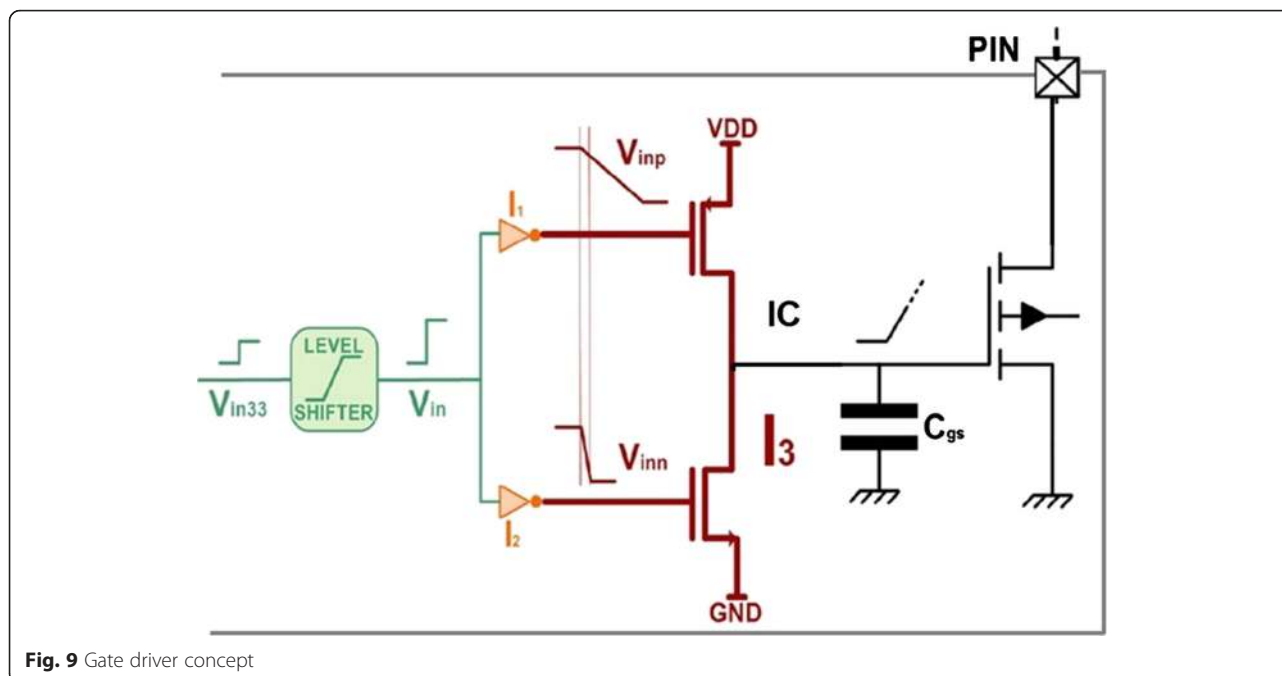 PIN
VDD
Vinp
I1
IC
LEVEL
SHIFTER
Vin33
Vin
Vinn
I3
Cgs
I2
GND
Fig. 9 Gate driver concept